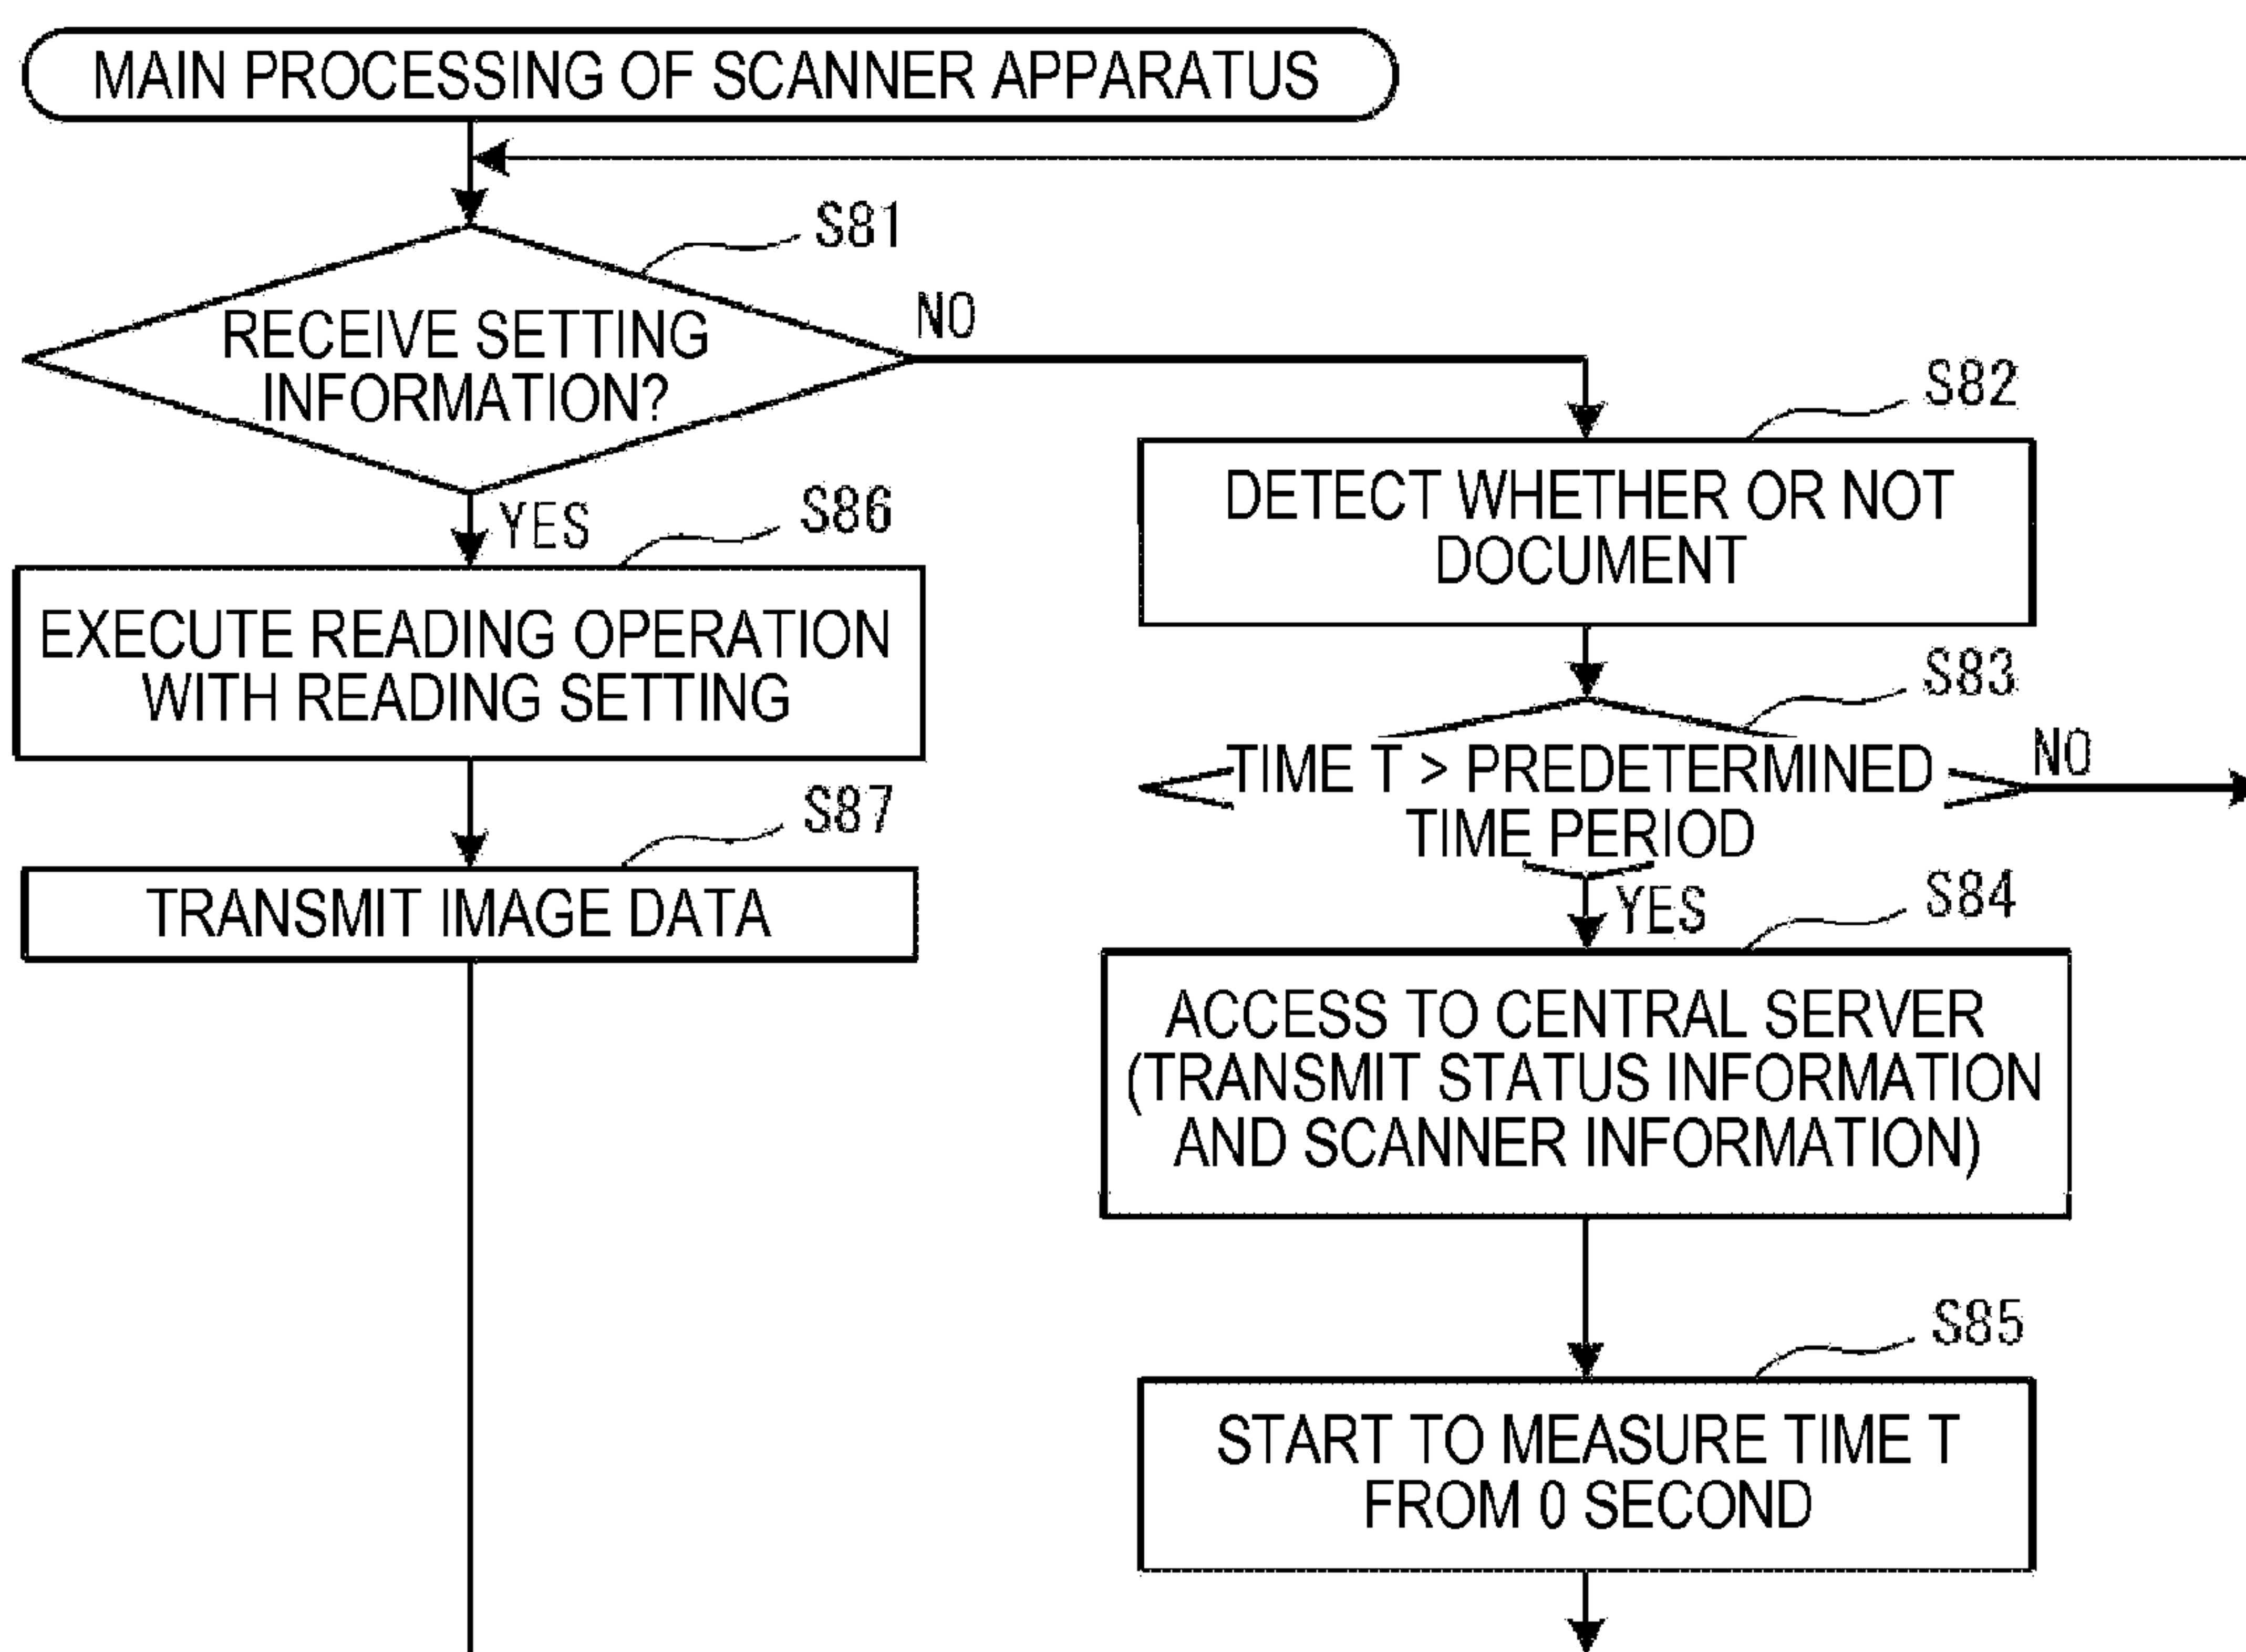 MAIN PROCESSING OF SCANNER APPARATUS
S81
RECEIVE SETTING
INFORMATION?
NO
YES
S82
DETECT WHETHER OR NOT
DOCUMENT
S83
TIME T > PREDETERMINED
TIME PERIOD
NO
YES
S84
ACCESS TO CENTRAL SERVER
(TRANSMIT STATUS INFORMATION
AND SCANNER INFORMATION)
S85
START TO MEASURE TIME T
FROM 0 SECOND
S86
EXECUTE READING OPERATION
WITH READING SETTING
S87
TRANSMIT IMAGE DATA